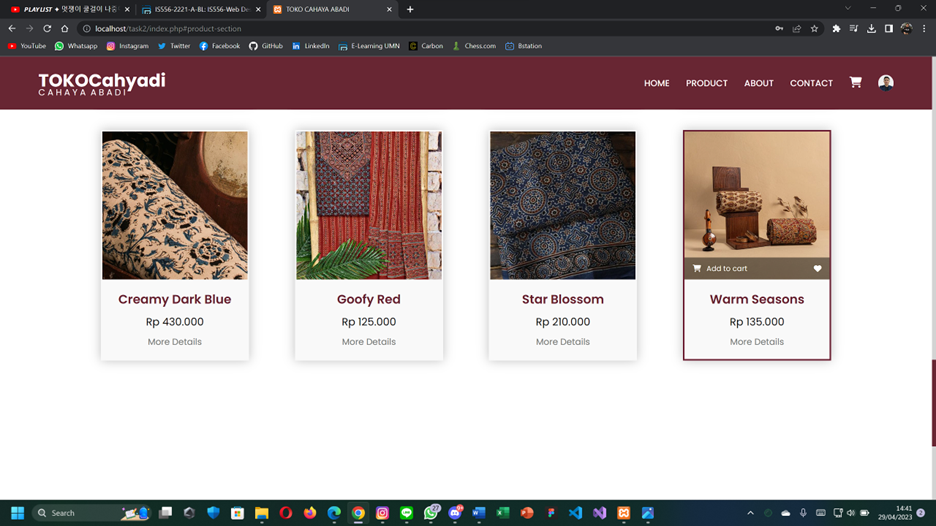 PLAYLIST ✦ 멋쟁이 쿨걸이 나중
IS556-2221-A-BL: IS556-Web De
TOKO CAHAYA ABADI
localhost/task2/index.php#product-section
YouTube Whatsapp Instagram Twitter Facebook GitHub LinkedIn E-Learning UMN Carbon Chess.com Bstation
TOKOCahyadi
CAHAYA ABADI
HOME PRODUCT ABOUT CONTACT
Add to cart
Creamy Dark Blue
Rp 430.000
More Details
Goofy Red
Rp 125.000
More Details
Star Blossom
Rp 210.000
More Details
Warm Seasons
Rp 135.000
More Details
Search
14:41
29/04/2023